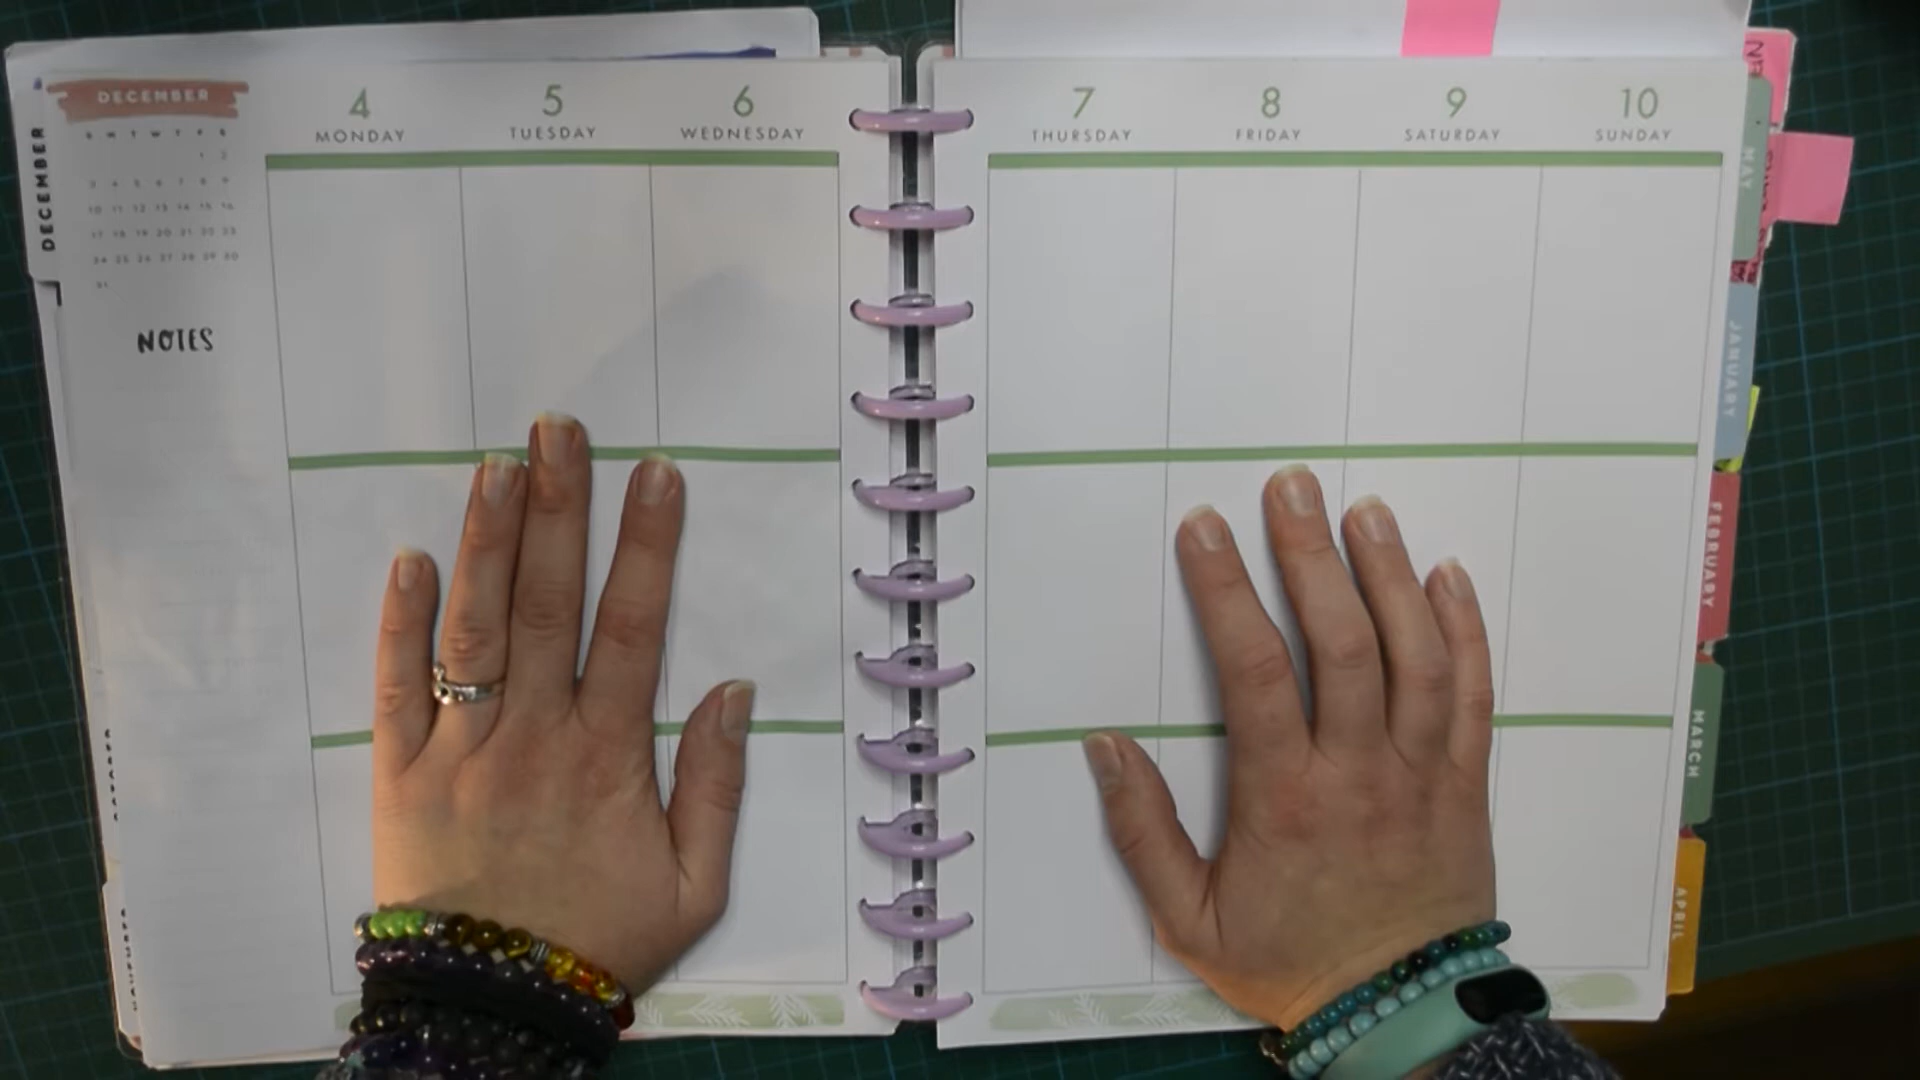 DECEMBER
S M T W T F S
1 2
3 4 5 6 7 8 9
10 11 12 13 14 15 16
17 18 19 20 21 22 23
24 25 26 27 28 29 30
31
NOTES
DECEMBER
4
MONDAY
5
TUESDAY
6
WEDNESDAY
7
THURSDAY
8
FRIDAY
9
SATURDAY
10
SUNDAY
MAY
JANUARY
FEBRUARY
MARCH
APRIL